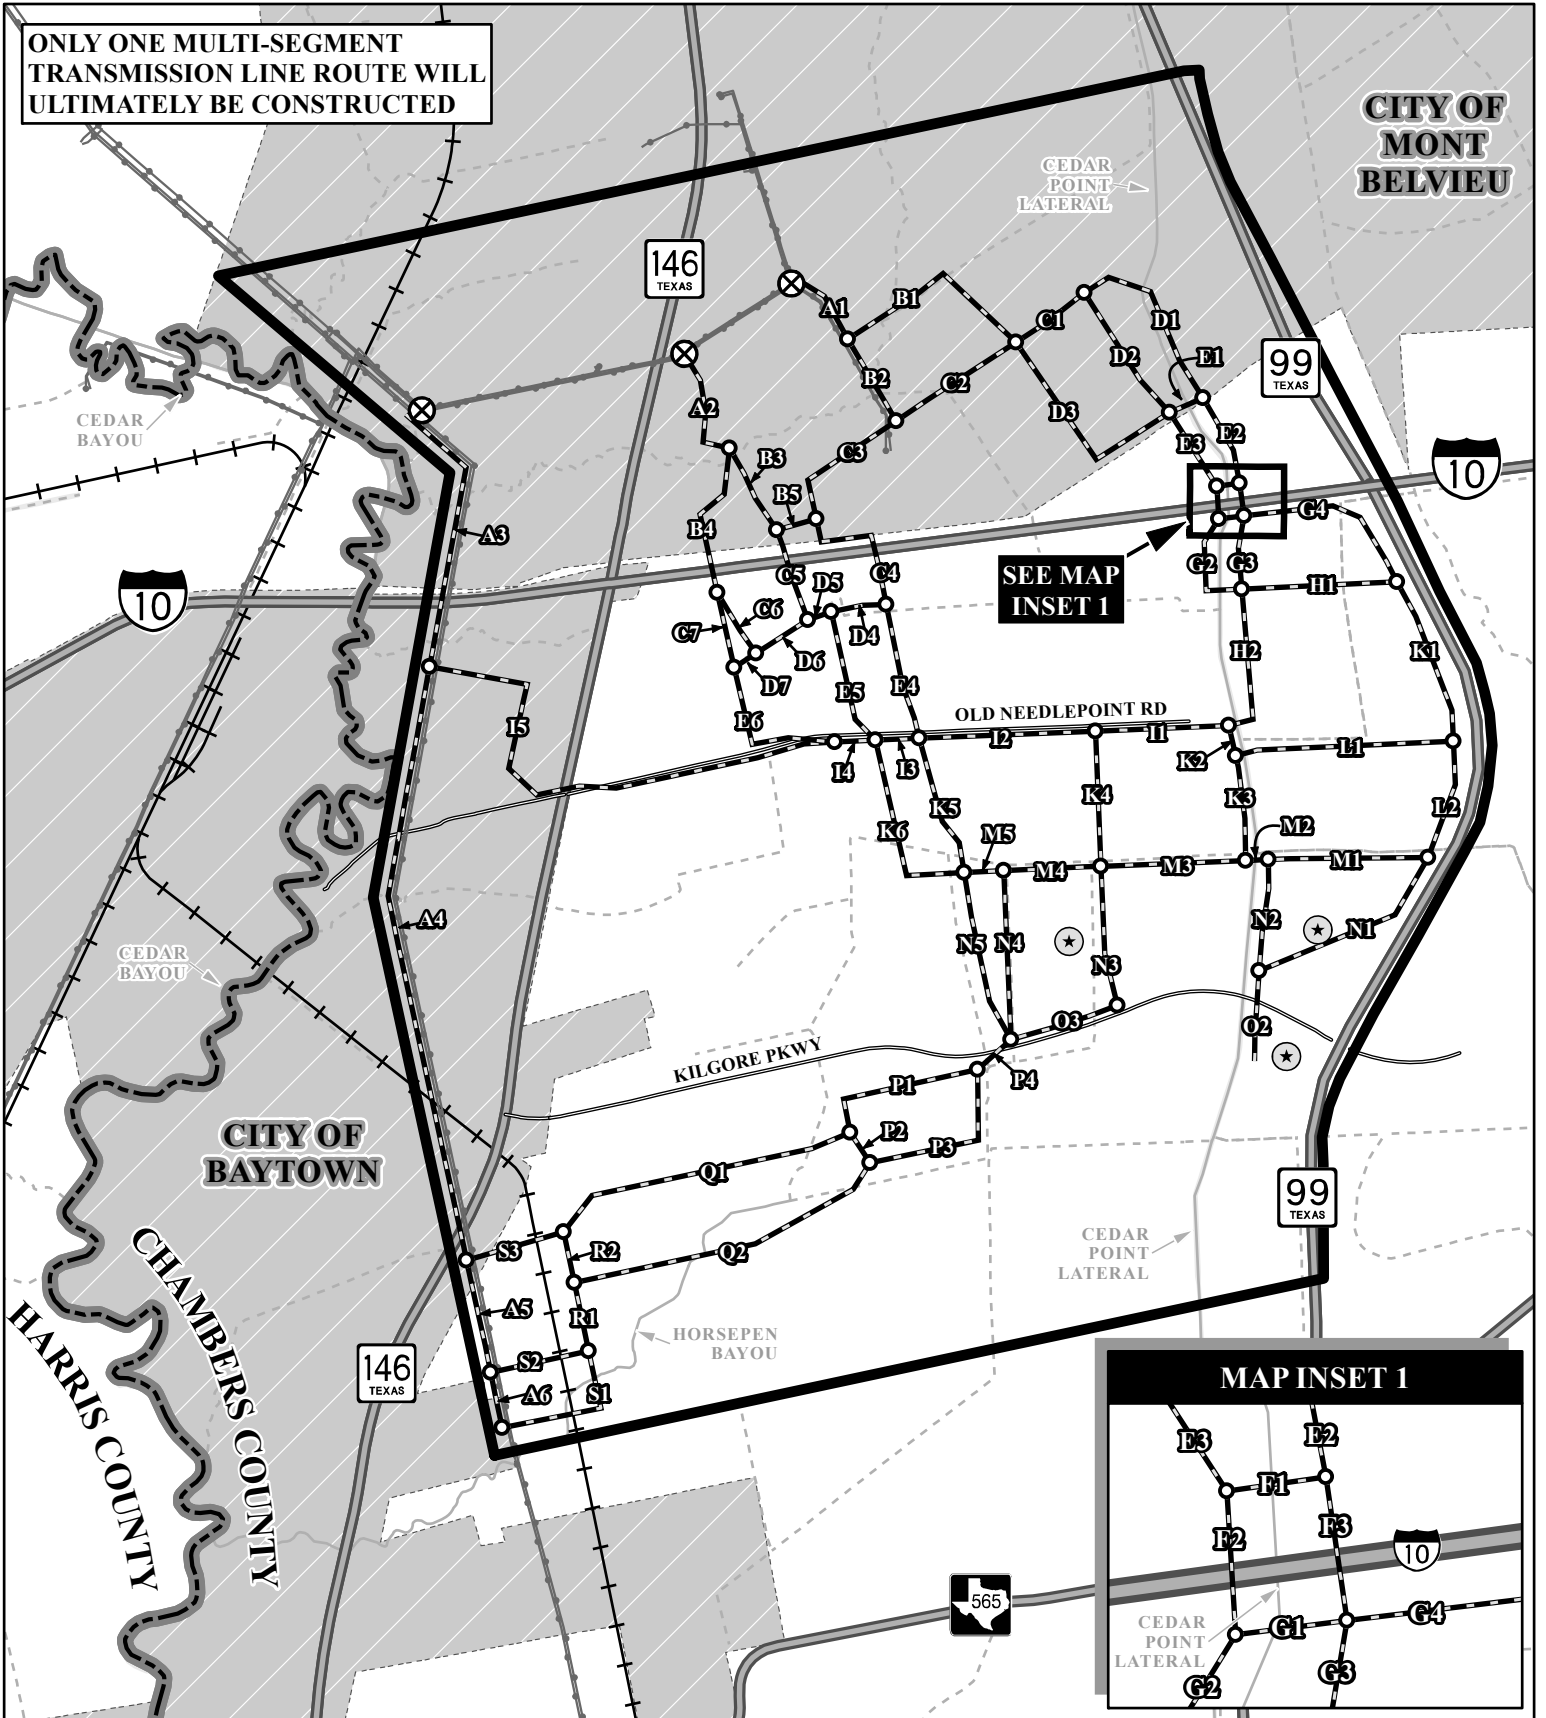 ONLY ONE MULTI-SEGMENT
TRANSMISSION LINE ROUTE WILL
ULTIMATELY BE CONSTRUCTED
CITY OF
MONT
BELVIEU
CEDAR
POINT
LATERAL
146
TEXAS
A1
B1
C1
D1
D2
E1
99
TEXAS
B2
C2
A2
D3
CEDAR
BAYOU
E2
E3
C3
B3
10
B5
G4
B4
A3
SEE MAP
INSET 1
G2
G3
H1
C5
D5
C4
10
C6
C7
D4
D6
D7
H2
K1
E5
E4
I5
E6
OLD NEEDLEPOINT RD
I2
I1
I4
I3
K2
L1
K4
K3
L2
K5
K6
M5
M2
M4
M3
M1
A4
N5
N4
N3
N2
N1
CEDAR
BAYOU
O3
O2
KILGORE PKWY
P4
P1
P2
P3
CITY OF
BAYTOWN
Q1
99
TEXAS
CEDAR
POINT
LATERAL
S3
R2
Q2
CHAMBERS COUNTY
HARRIS COUNTY
A5
R1
HORSEPEN
BAYOU
146
TEXAS
S2
A6
S1
MAP INSET 1
E3
E2
F1
F2
F3
10
CEDAR
POINT
LATERAL
G1
G4
G2
G3
565